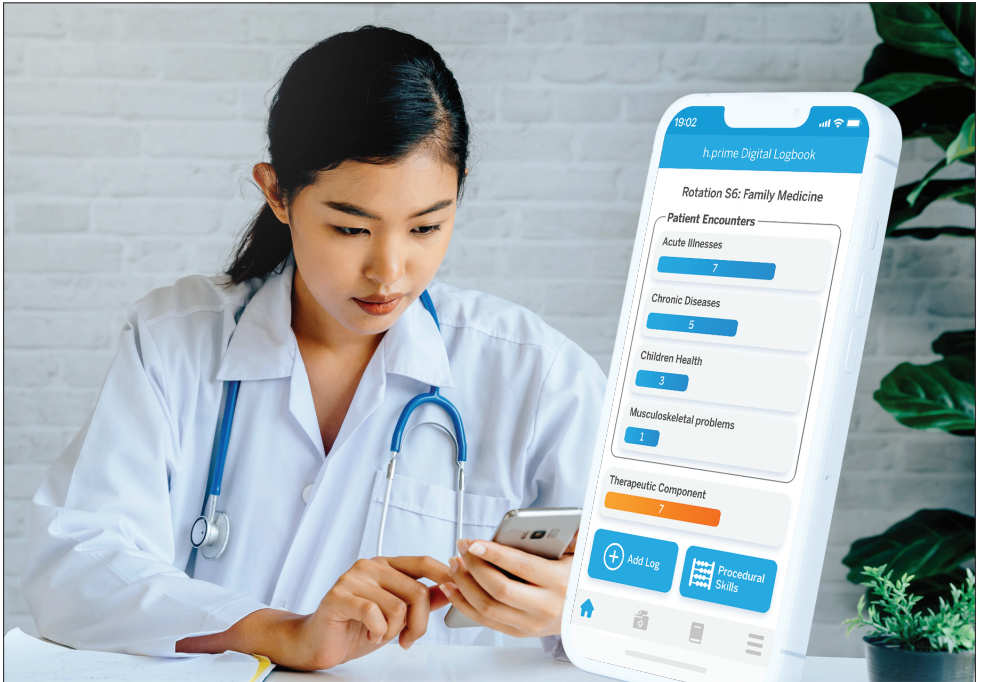 19:02
h.prime Digital Logbook
Rotation S6: Family Medicine
Patient Encounters
Acute Illnesses
7
Chronic Diseases
5
Children Health
3
Musculoskeletal problems
1
Therapeutic Component
7
Add Log
Procedural
Skills